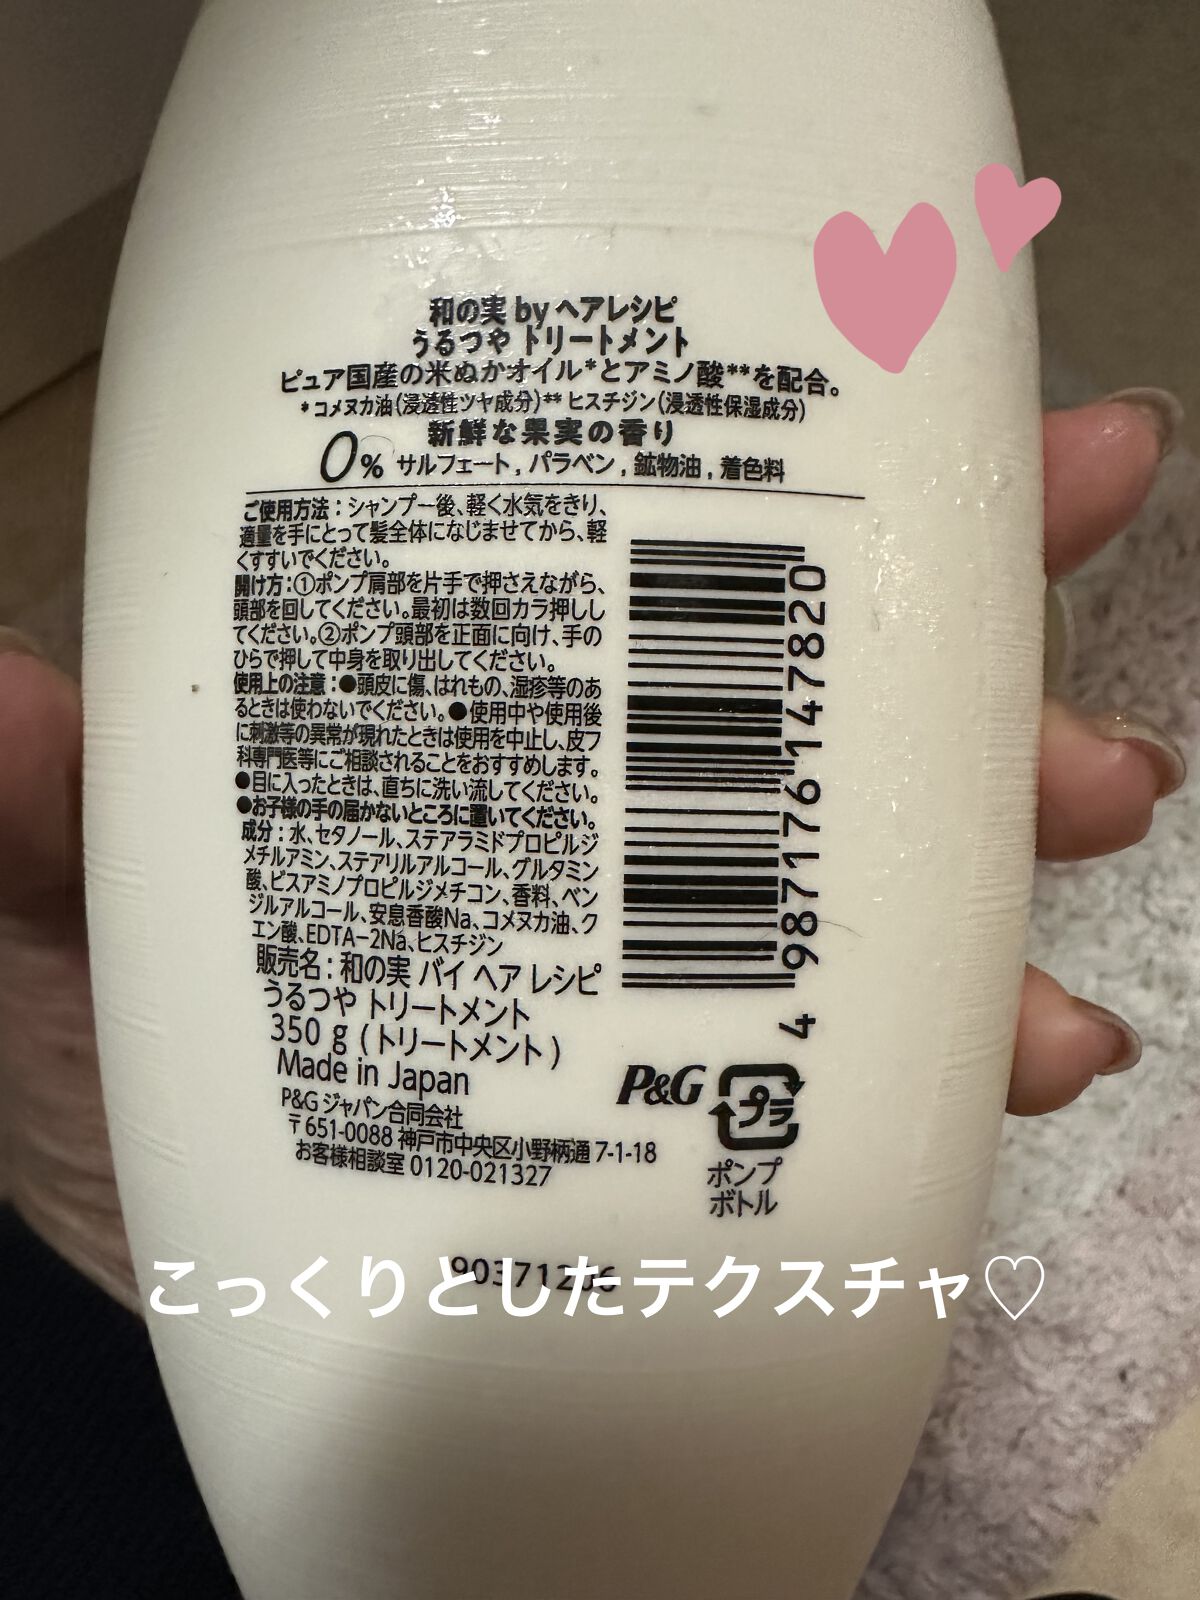 和の実 by ヘアレシピ
うるつや トリートメント
ピュア国産の米ぬかオイル*とアミノ酸**を配合。
*コメヌカ油(浸透性ツヤ成分)** ヒスチジン(浸透性保湿成分)
新鮮な果実の香り
0% サルフェート, パラベン, 鉱物油, 着色料
ご使用方法:シャンプー後、軽く水気をきり、
適量を手にとって髪全体になじませてから、軽
くすすいでください。
開け方:①ポンプ肩部を片手で押さえながら、
頭部を回してください。最初は数回カラ押しし
てください。②ポンプ頭部を正面に向け、手の
ひらで押して中身を取り出してください。
使用上の注意:●頭皮に傷、はれもの、湿疹等のあ
るときは使わないでください。●使用中や使用後
に刺激等の異常が現れたときは使用を中止し、皮フ
科専門医等にご相談されることをおすすめします。
●目に入ったときは、直ちに洗い流してください。
●お子様の手の届かないところに置いてください。
成分:水、セタノール、ステアラミドプロピルジ
メチルアミン、ステアリルアルコール、グルタミン
酸、ビスアミノプロピルジメチコン、香料、ベン
ジルアルコール、安息香酸Na、コメヌカ油、ク
エン酸、EDTA-2Na、ヒスチジン
販売名:和の実 バイ ヘア レシピ
うるつや トリートメント
350 g (トリートメント)
Made in Japan
P&G ジャパン合同会社
〒651-0088 神戸市中央区小野柄通 7-1-18
お客様相談室 0120-021327
4 987176 147820
P&G
プラ
ポンプ
ボトル
こっくりとしたテクスチャ♡